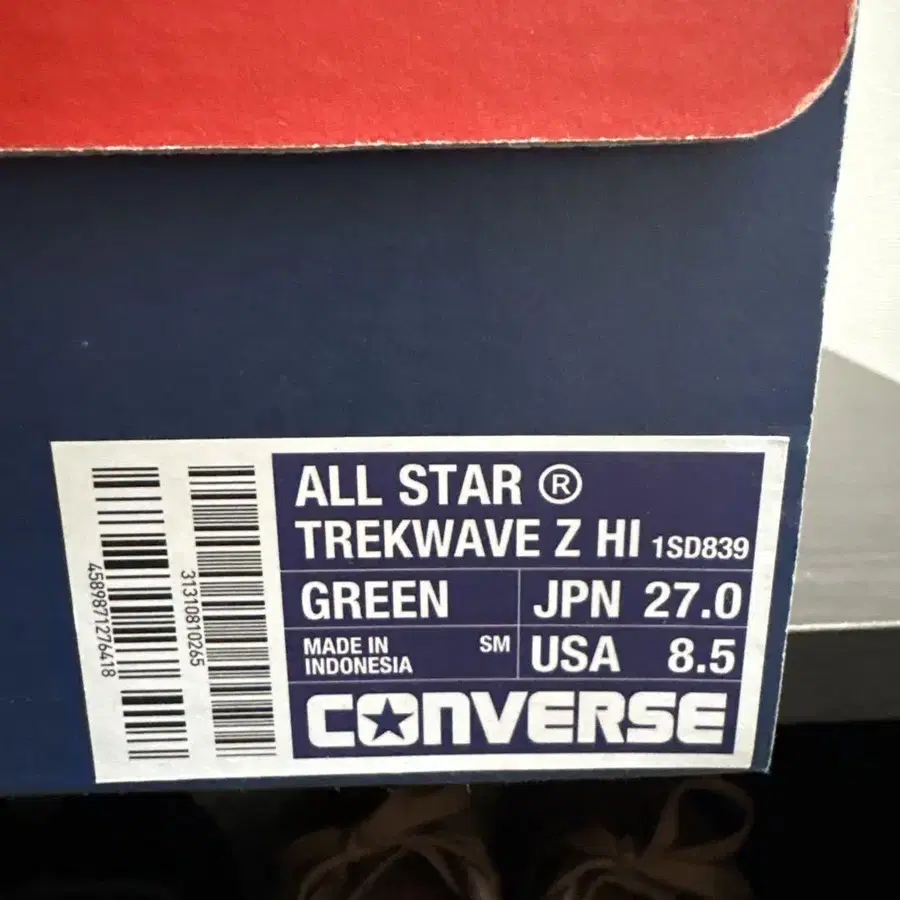 ALL STAR ®
TREKWAVE Z HI 1SD839
GREEN
JPN 27.0
MADE IN
INDONESIA
SM
USA 8.5
CONVERSE
4589871276418
31310810265